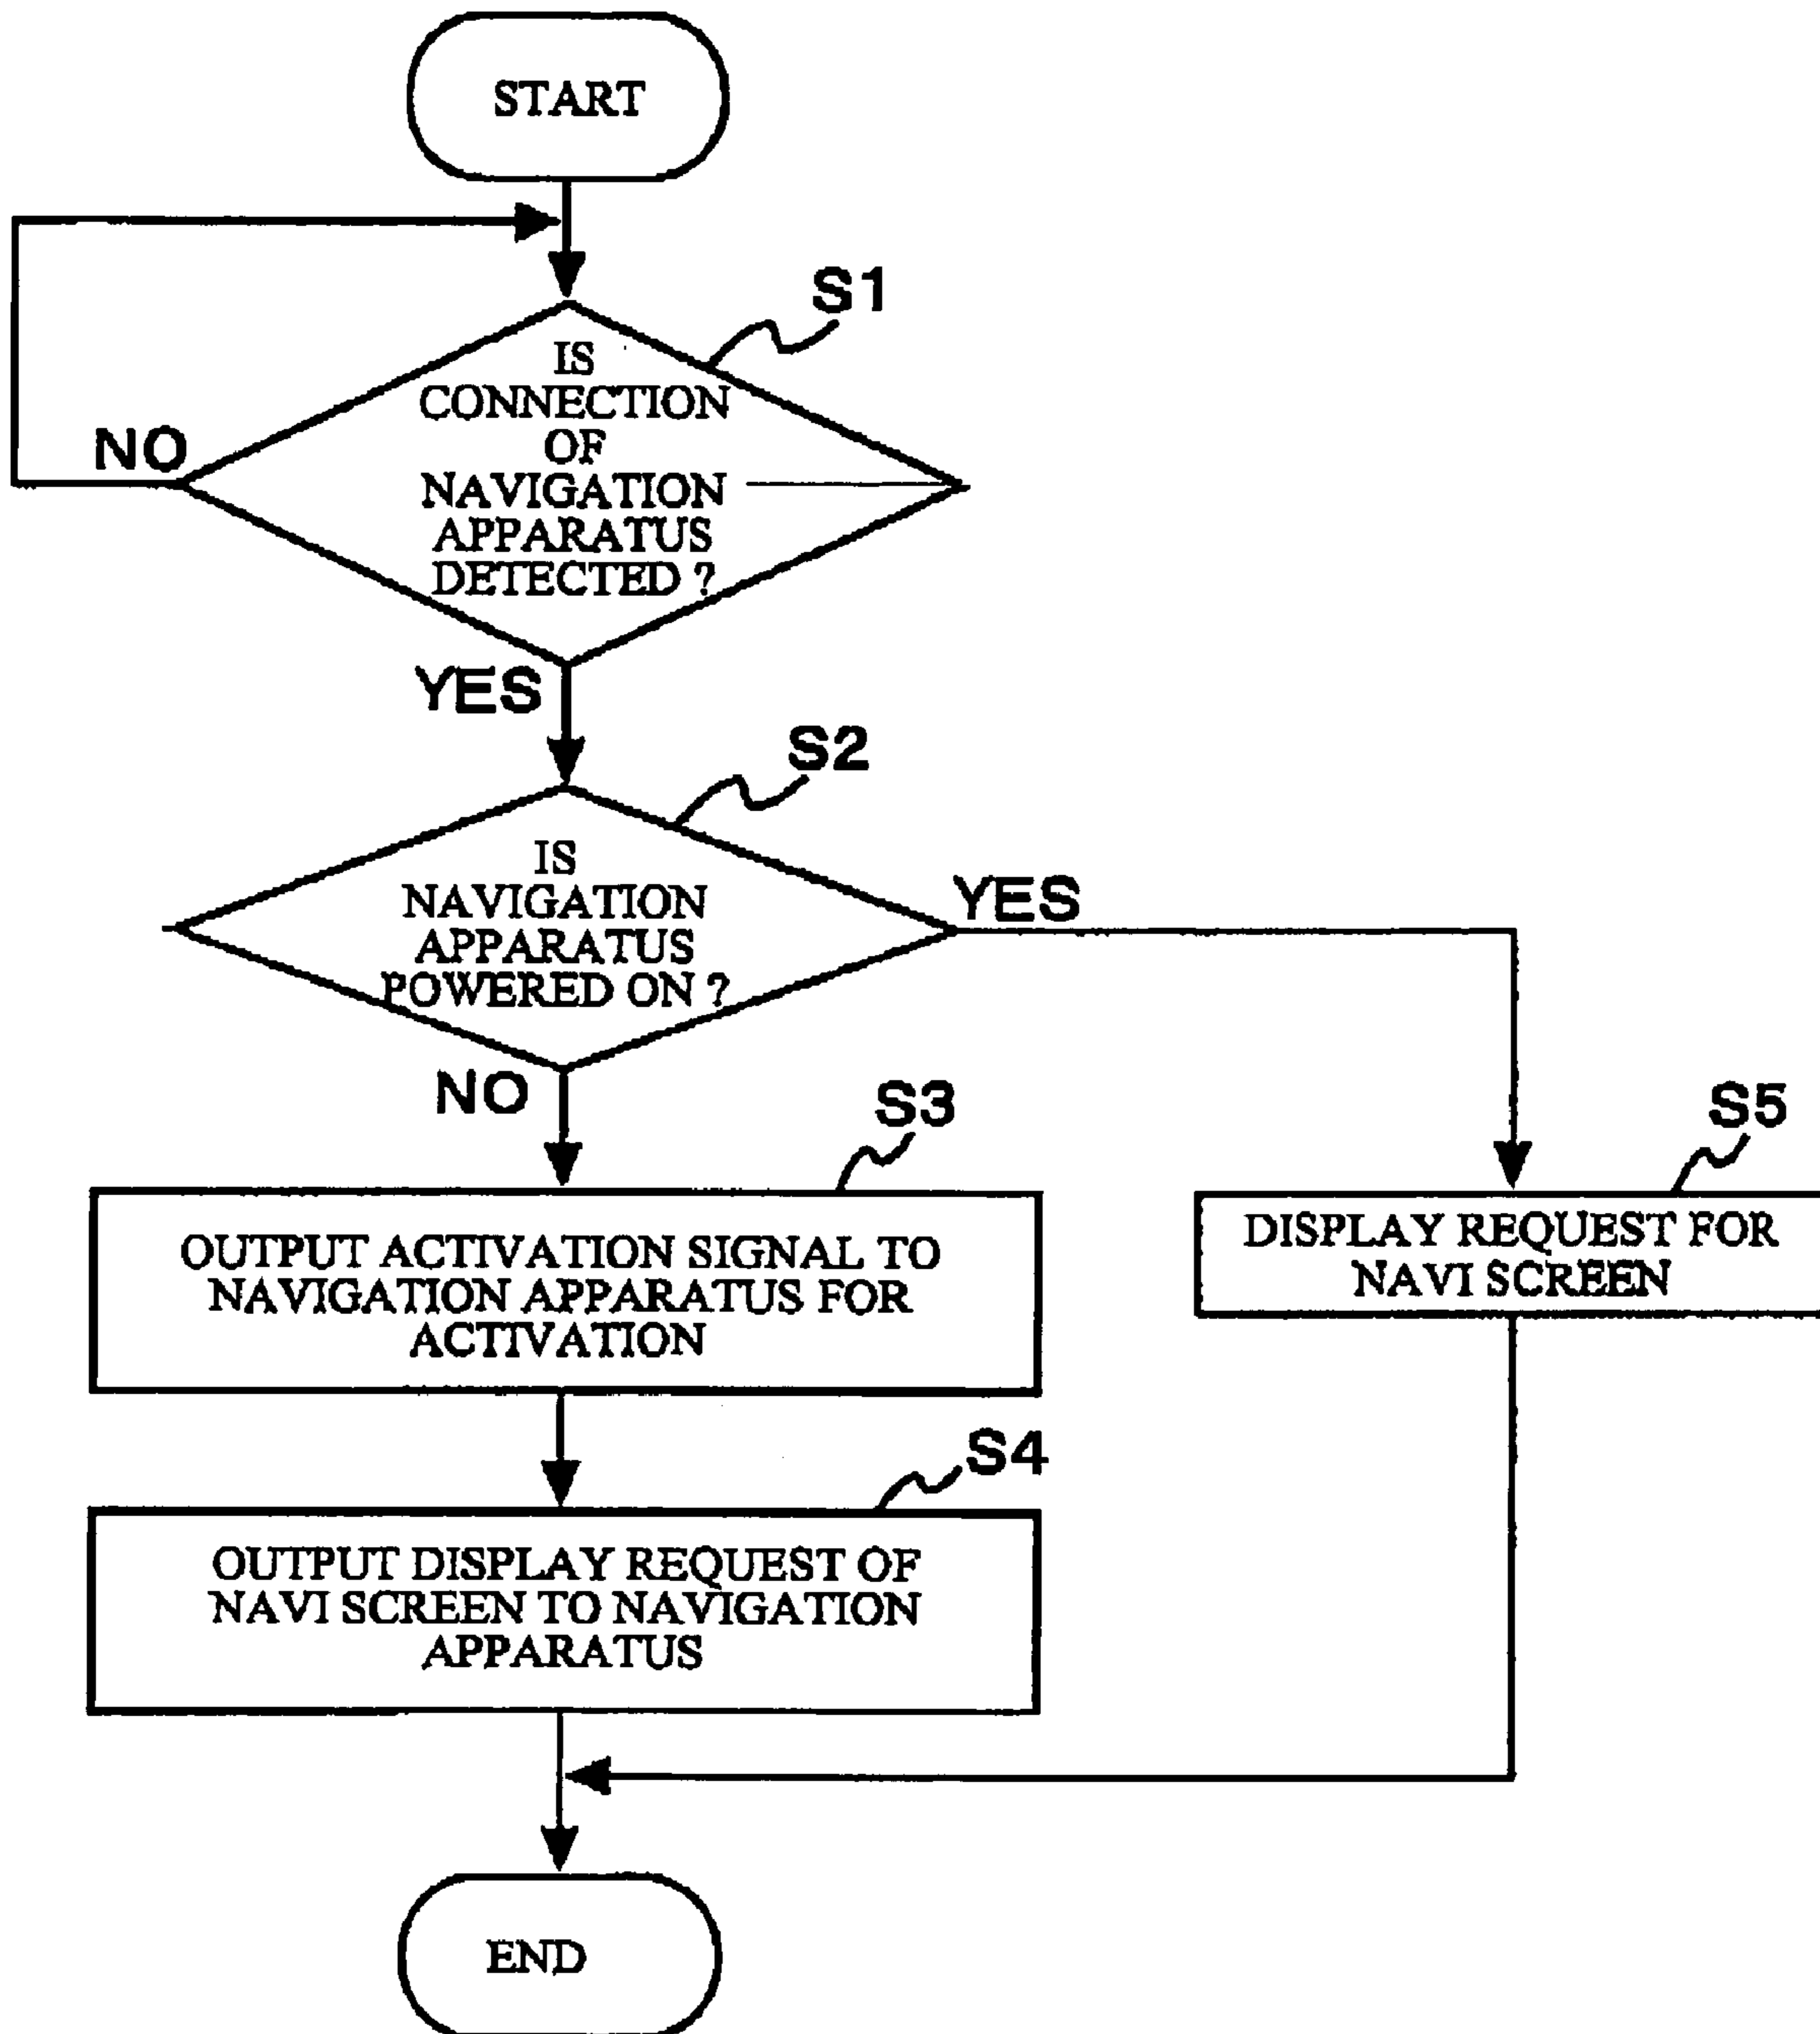 START
S1
IS
CONNECTION
OF
NAVIGATION
APPARATUS
DETECTED ?
NO
YES
S2
IS
NAVIGATION
APPARATUS
POWERED ON ?
YES
NO
S3
OUTPUT ACTIVATION SIGNAL TO
NAVIGATION APPARATUS FOR
ACTIVATION
S5
DISPLAY REQUEST FOR
NAVI SCREEN
S4
OUTPUT DISPLAY REQUEST OF
NAVI SCREEN TO NAVIGATION
APPARATUS
END